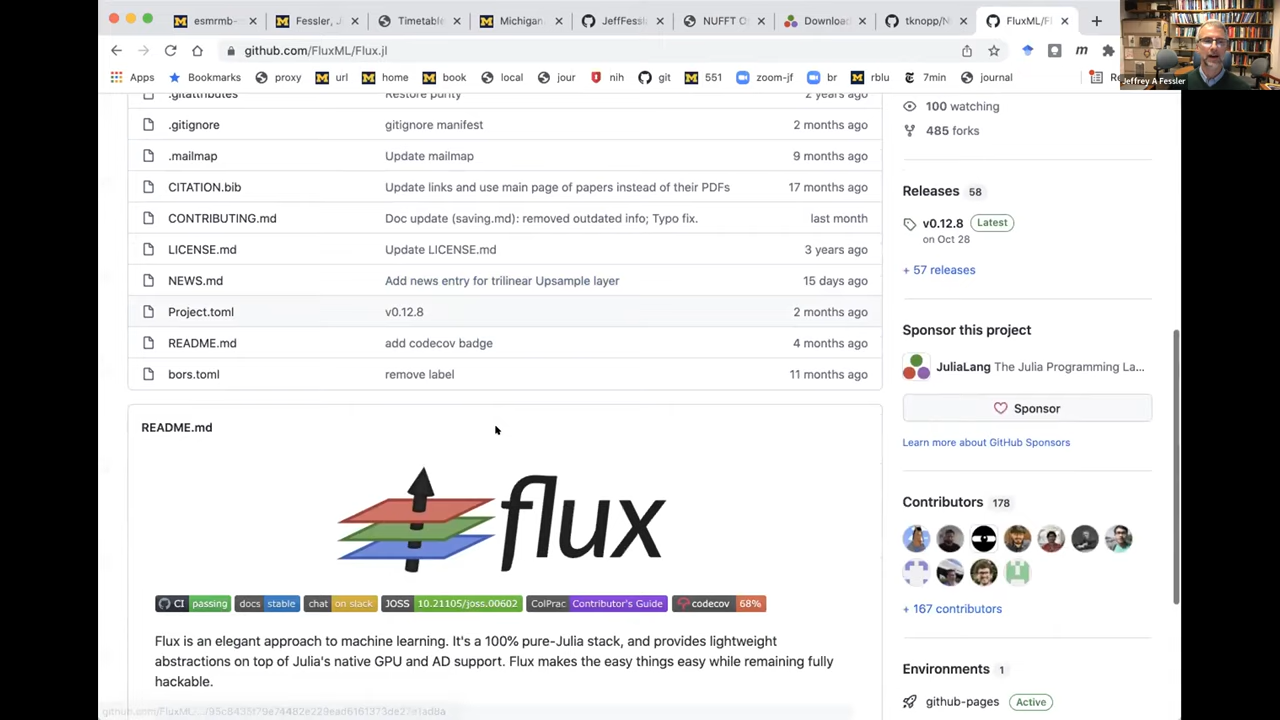 esmrmb-
Fessler, J
Timetable
Michigan
JeffFessl
NUFFT O
Download
tknopp/N
FluxML/Fl
github.com/FluxML/Flux.jl
Jeffrey A Fessler
Apps
Bookmarks
proxy
url
home
book
local
jour
nih
git
551
zoom-jf
br
rblu
7min
journal
Re
.gitattributes
Restore purity
2 years ago
.gitignore
gitignore manifest
2 months ago
.mailmap
Update mailmap
9 months ago
CITATION.bib
Update links and use main page of papers instead of their PDFs
17 months ago
CONTRIBUTING.md
Doc update (saving.md): removed outdated info; Typo fix.
last month
LICENSE.md
Update LICENSE.md
3 years ago
NEWS.md
Add news entry for trilinear Upsample layer
15 days ago
Project.toml
v0.12.8
2 months ago
README.md
add codecov badge
4 months ago
bors.toml
remove label
11 months ago
README.md
flux
CI passing
docs stable
chat on slack
JOSS 10.21105/joss.00602
ColPrac Contributor's Guide
codecov 68%
Flux is an elegant approach to machine learning. It's a 100% pure-Julia stack, and provides lightweight
abstractions on top of Julia's native GPU and AD support. Flux makes the easy things easy while remaining fully
hackable.
100 watching
485 forks
Releases 58
v0.12.8 Latest
on Oct 28
+ 57 releases
Sponsor this project
JuliaLang The Julia Programming La...
Sponsor
Learn more about GitHub Sponsors
Contributors 178
+ 167 contributors
Environments 1
github-pages Active